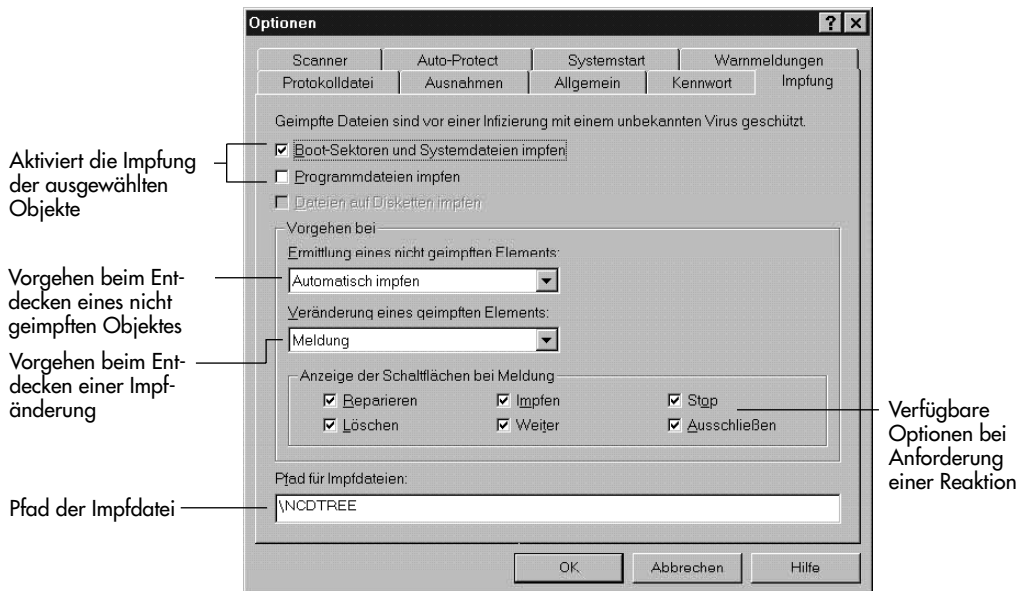 Optionen
Scanner
Auto-Protect
Systemstart
Warnmeldungen
Protokolldatei
Ausnahmen
Allgemein
Kennwort
Impfung
Geimpfte Dateien sind vor einer Infizierung mit einem unbekannten Virus geschützt.
Aktiviert die Impfung
der ausgewählten
Objekte
Boot-Sektoren und Systemdateien impfen
Programmdateien impfen
Dateien auf Disketten impfen
Vorgehen bei
Ermittlung eines nicht geimpften Elements:
Vorgehen beim Ent-
decken eines nicht
geimpften Objektes
Automatisch impfen
Veränderung eines geimpften Elements:
Vorgehen beim Ent-
decken einer Impf-
änderung
Meldung
Anzeige der Schaltflächen bei Meldung
Reparieren
Impfen
Stop
Löschen
Weiter
Ausschließen
Verfügbare
Optionen bei
Anforderung
einer Reaktion
Pfad für Impfdateien:
Pfad der Impfdatei
\NCDTREE
OK
Abbrechen
Hilfe